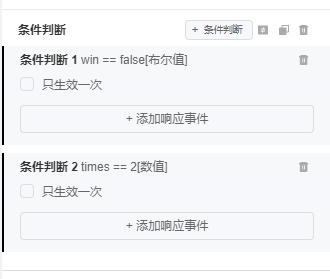 条件判断 + 条件判断
条件判断 1 win == false[布尔值]
只生效一次
+ 添加响应事件
条件判断 2 times == 2[数值]
只生效一次
+ 添加响应事件